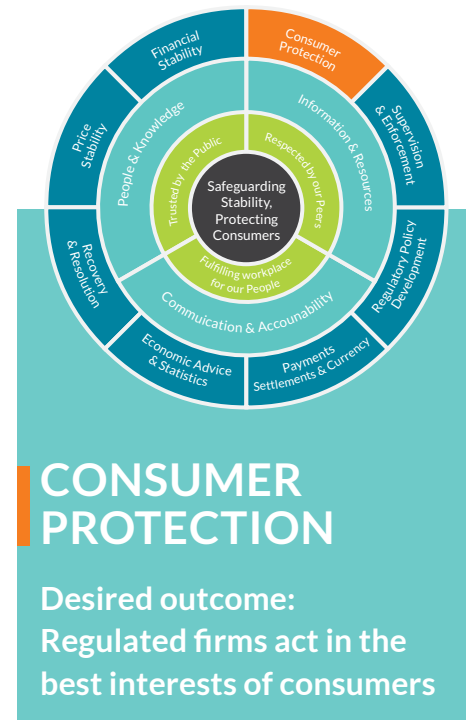 Financial
Stability
Consumer
Protection
Supervision
& Enforcement
Regulatory Policy
Development
Payments
Settlements & Currency
Economic Advice
& Statistics
Recovery
& Resolution
Price
Stability
People & Knowledge
Information & Resources
Commuication & Accounability
Trusted by the Public
Respected by our Peers
Fulfilling workplace
for our People
Safeguarding
Stability,
Protecting
Consumers
CONSUMER
PROTECTION
Desired outcome:
Regulated firms act in the
best interests of consumers